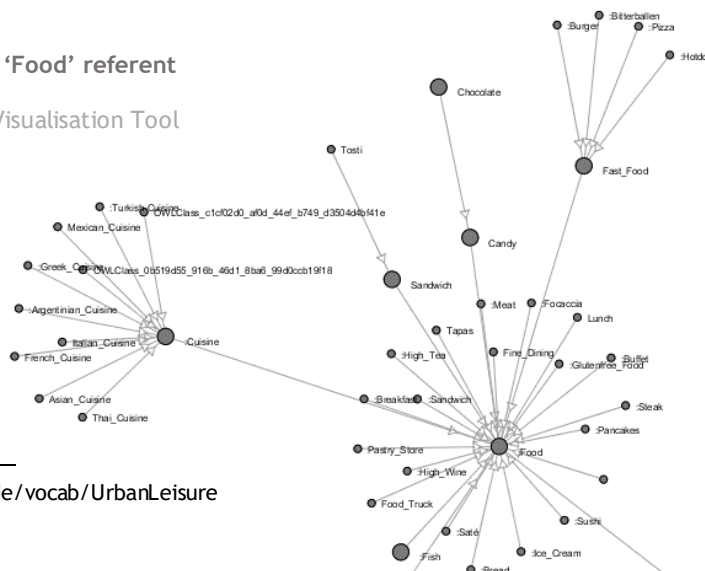 ‘Food’ referent
Visualisation Tool
:Burger
:Bitterballen
:Pizza
:Hotdo
Chocolate
Fast_Food
Tosti
:Turkish_Cuisine
OWLClass_c1cf02d0_af0d_44ef_b749_d3504d4bf41e
Mexican_Cuisine
Candy
:Greek_Cuisine
OWLClass_0b519d55_916b_46d1_8ba6_99d0ccb19f18
Sandwich
:Meat
:Focaccia
:Argentinian_Cuisine
Lunch
Tapas
Italian_Cuisine
:Cuisine
:High_Tea
Fine_Dining
:Buffet
French_Cuisine
:Glutenfree_Food
Asian_Cuisine
:Breakfast
:Sandwich
:Steak
Thai_Cuisine
:Pancakes
Pastry_Store
:Food
:High_Wine
le/vocab/UrbanLeisure
Food_Truck
:Sushi
:Saté
:Fish
:Ice_Cream
:Bread